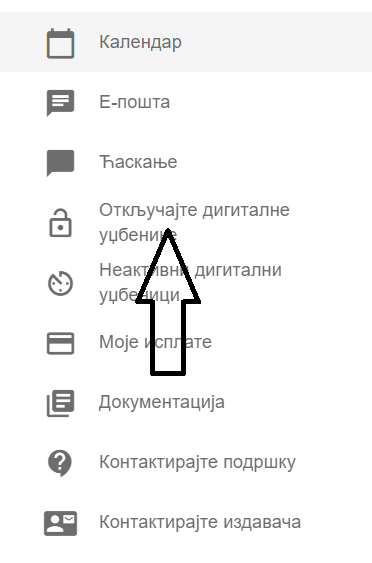 Календар
Е-пошта
Ћаскање
Откључајте дигиталне
уџбенике
Неактивни дигитални
уџбеници
Моје исплате
Документација
Контактирајте подршку
Контактирајте издавача